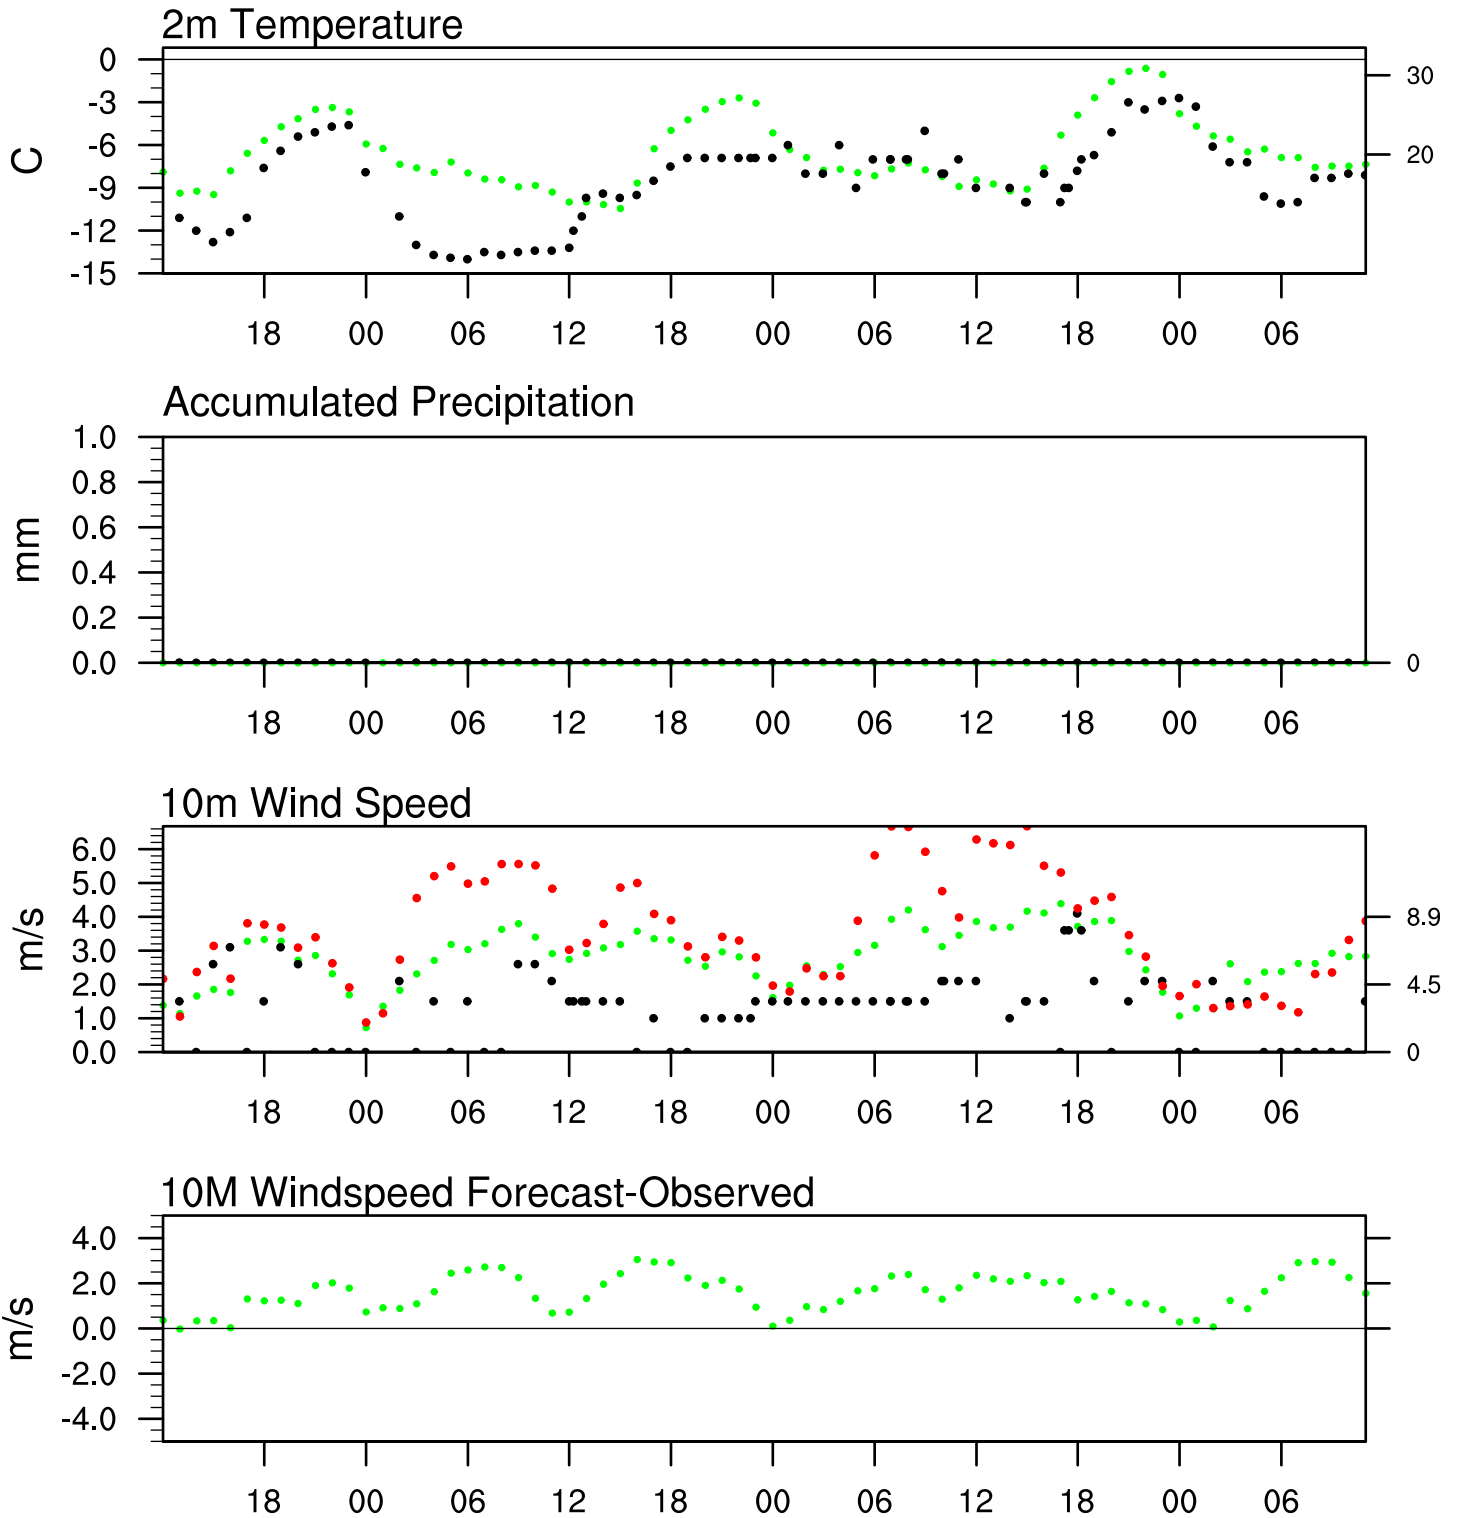 2m Temperature
0
-3
-6
-9
-12
-15
C
30
20
18 00 06 12 18 00 06 12 18 00 06
Accumulated Precipitation
1.0
0.8
0.6
0.4
0.2
0.0
mm
0
18 00 06 12 18 00 06 12 18 00 06
10m Wind Speed
6.0
5.0
4.0
3.0
2.0
1.0
0.0
m/s
8.9
4.5
0
18 00 06 12 18 00 06 12 18 00 06
10M Windspeed Forecast-Observed
4.0
2.0
0.0
-2.0
-4.0
m/s
18 00 06 12 18 00 06 12 18 00 06